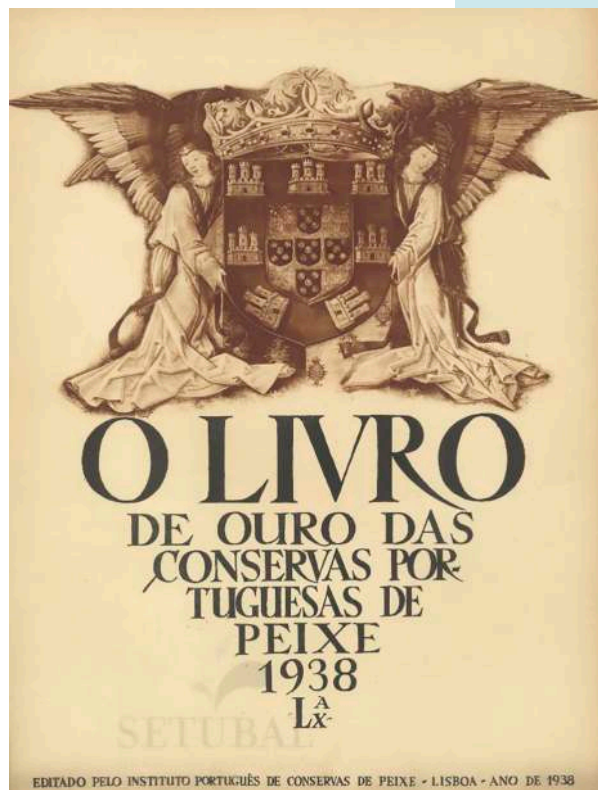 O LIVRO
DE OURO DAS
CONSERVAS POR-
TUGUESAS DE
PEIXE
1938
LXA
SETUBAL
EDITADO PELO INSTITUTO PORTUGUÊS DE CONSERVAS DE PEIXE - LISBOA - ANO DE 1938